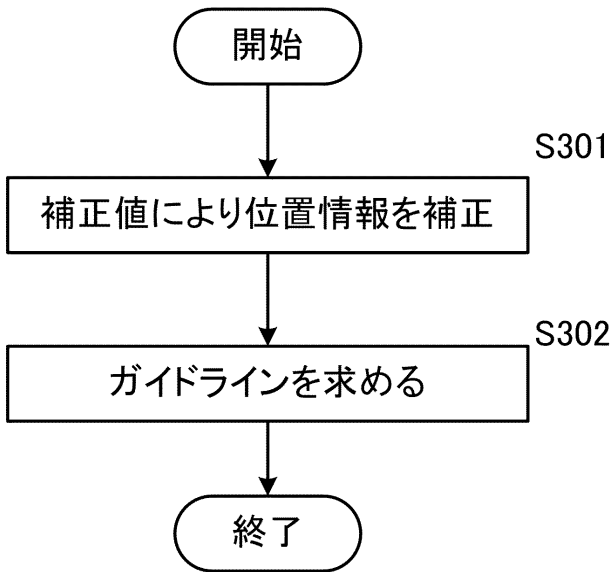 開始
S301
補正値により位置情報を補正
S302
ガイドラインを求める
終了